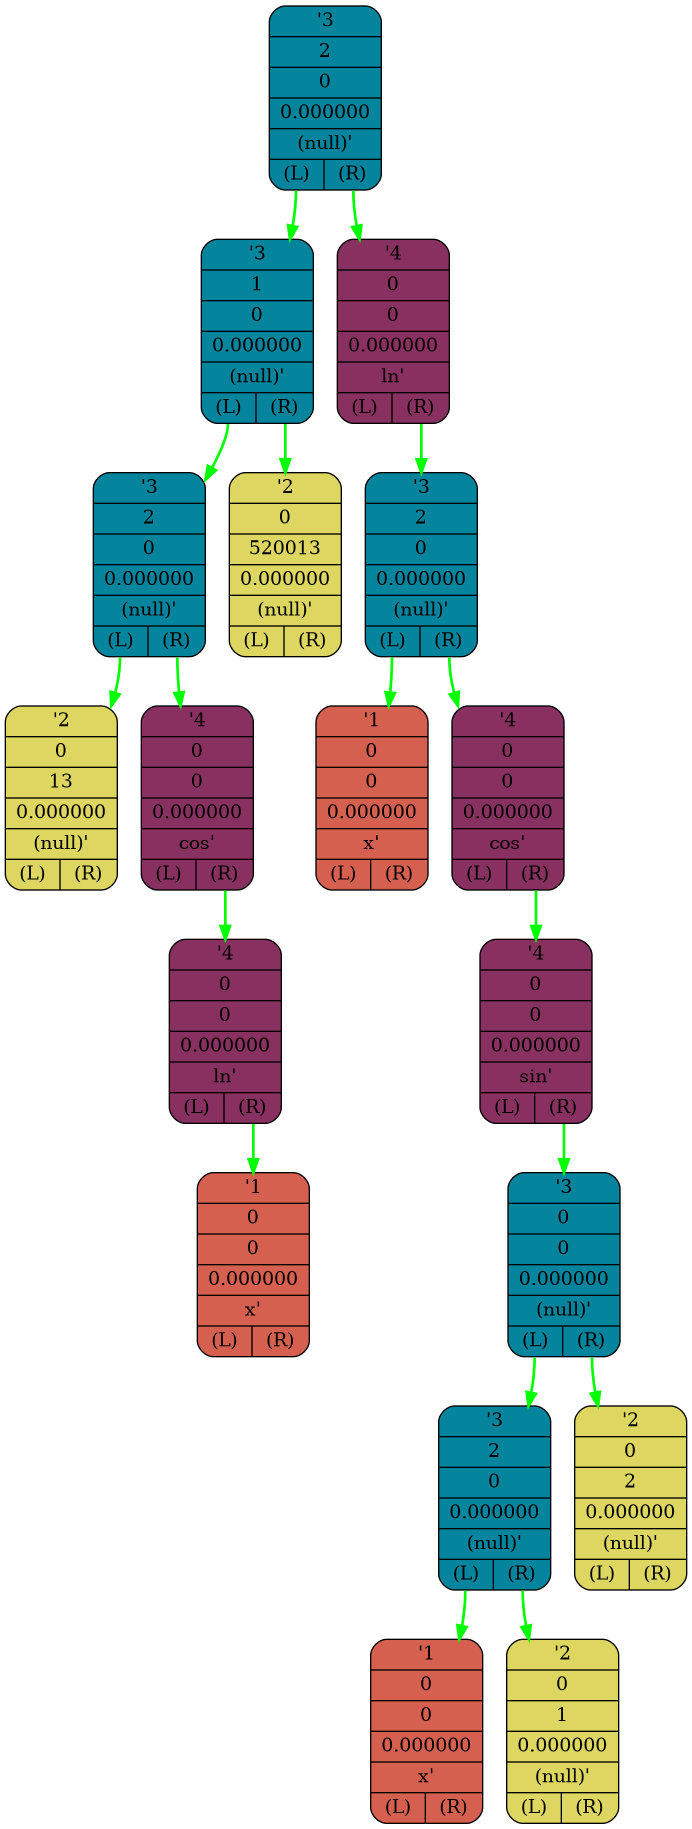 '3
2
0
0.000000
(null)'
(L) (R)
'3
1
0
0.000000
(null)'
(L) (R)
'4
0
0
0.000000
ln'
(L) (R)
'3
2
0
0.000000
(null)'
(L) (R)
'2
0
520013
0.000000
(null)'
(L) (R)
'3
2
0
0.000000
(null)'
(L) (R)
'2
0
13
0.000000
(null)'
(L) (R)
'4
0
0
0.000000
cos'
(L) (R)
'1
0
0
0.000000
x'
(L) (R)
'4
0
0
0.000000
cos'
(L) (R)
'4
0
0
0.000000
ln'
(L) (R)
'4
0
0
0.000000
sin'
(L) (R)
'1
0
0
0.000000
x'
(L) (R)
'3
0
0
0.000000
(null)'
(L) (R)
'3
2
0
0.000000
(null)'
(L) (R)
'2
0
2
0.000000
(null)'
(L) (R)
'1
0
0
0.000000
x'
(L) (R)
'2
0
1
0.000000
(null)'
(L) (R)